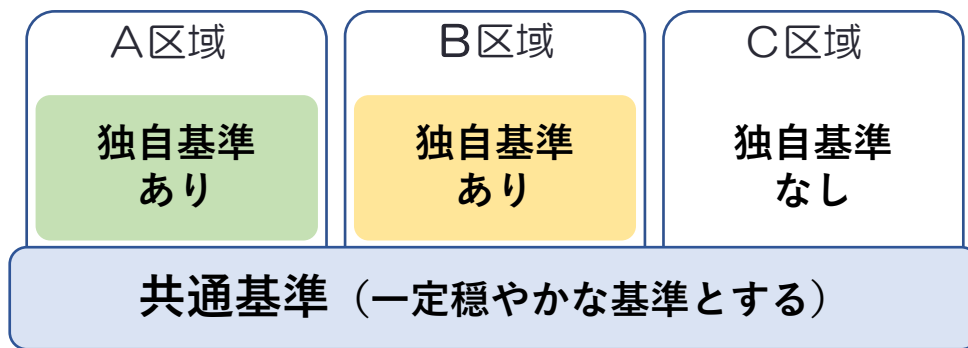 A区域
独自基準
あり
B区域
独自基準
あり
C区域
独自基準
なし
共通基準（一定穏やかな基準とする）